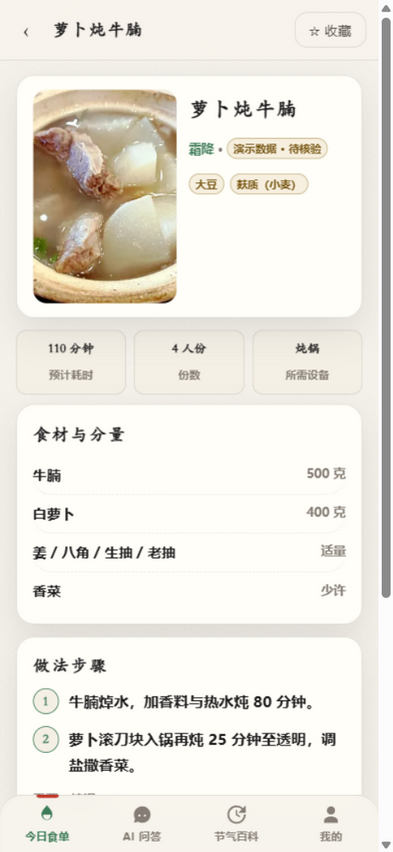 ‹ 萝卜炖牛腩 ☆ 收藏
萝卜炖牛腩
霜降 • 演示数据 • 待核验
大豆 麸质（小麦）
110 分钟 4 人份 炖锅
预计耗时 份数 所需设备
食材与分量
牛腩 500 克
白萝卜 400 克
姜 / 八角 / 生抽 / 老抽 适量
香菜 少许
做法步骤
1 牛腩焯水，加香料与热水炖 80 分钟。
2 萝卜滚刀块入锅再炖 25 分钟至透明，调
盐撒香菜。
今日食单 AI 问答 节气百科 我的